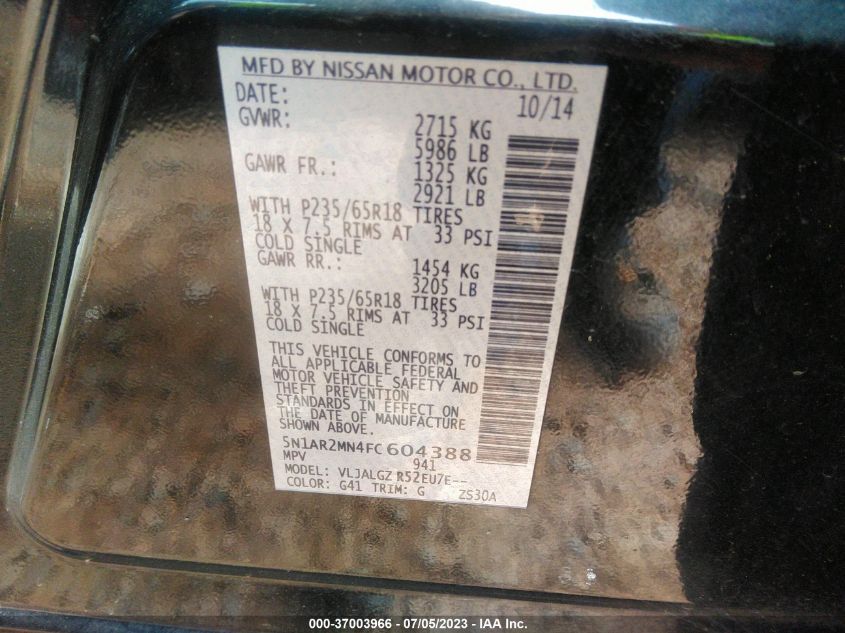 MFD BY NISSAN MOTOR CO., LTD.
DATE: 10/14
GVWR: 2715 KG
5986 LB
GAWR FR.: 1325 KG
2921 LB
WITH P235/65R18 TIRES
18 X 7.5 RIMS AT 33 PSI
COLD SINGLE
GAWR RR.: 1454 KG
3205 LB
WITH P235/65R18 TIRES
18 X 7.5 RIMS AT 33 PSI
COLD SINGLE
THIS VEHICLE CONFORMS TO
ALL APPLICABLE FEDERAL
MOTOR VEHICLE SAFETY AND
THEFT PREVENTION
STANDARDS IN EFFECT ON
THE DATE OF MANUFACTURE
SHOWN ABOVE.
5N1AR2MN4FC604388
MPV 941
MODEL: VLJALGZ R52EU7E--
COLOR: G41 TRIM: G ZS30A
000-37003966 - 07/05/2023 - IAA Inc.